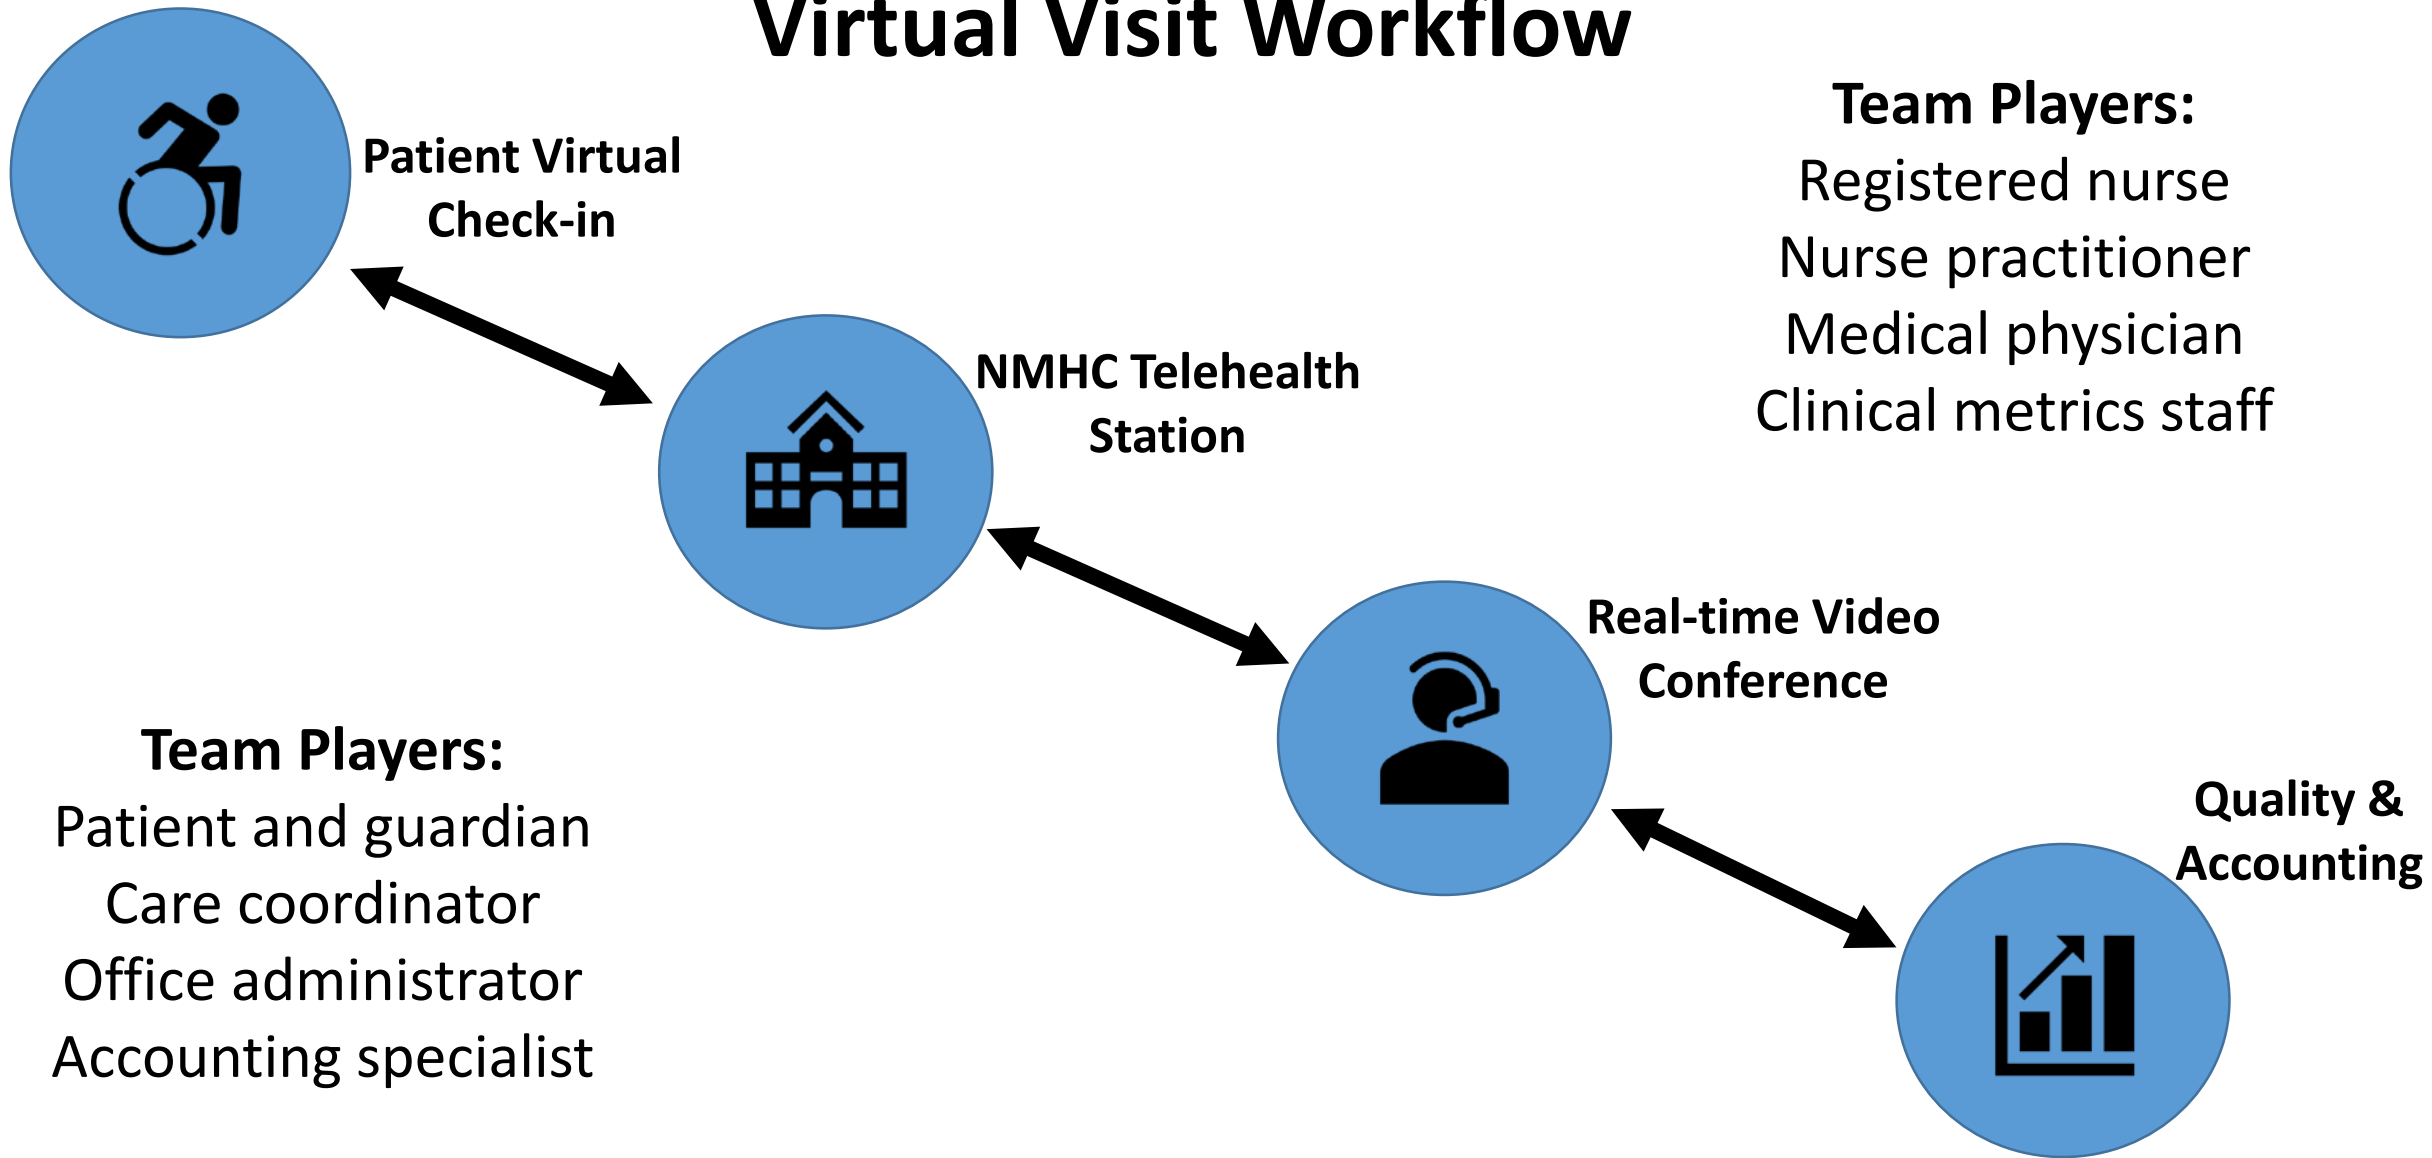 Virtual Visit Workflow
Patient Virtual
Check-in
Team Players:
Registered nurse
Nurse practitioner
Medical physician
Clinical metrics staff
NMHC Telehealth
Station
Real-time Video
Conference
Team Players:
Patient and guardian
Care coordinator
Office administrator
Accounting specialist
Quality &
Accounting